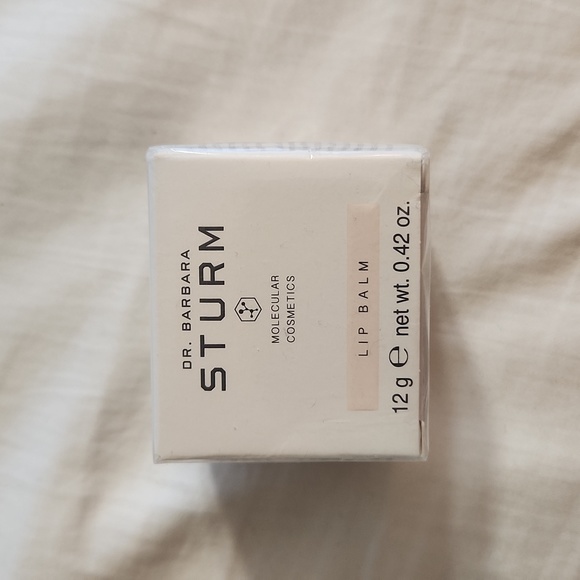 DR. BARBARA
STURM
MOLECULAR
COSMETICS
LIP BALM
12 g ℮ net wt. 0.42 oz.